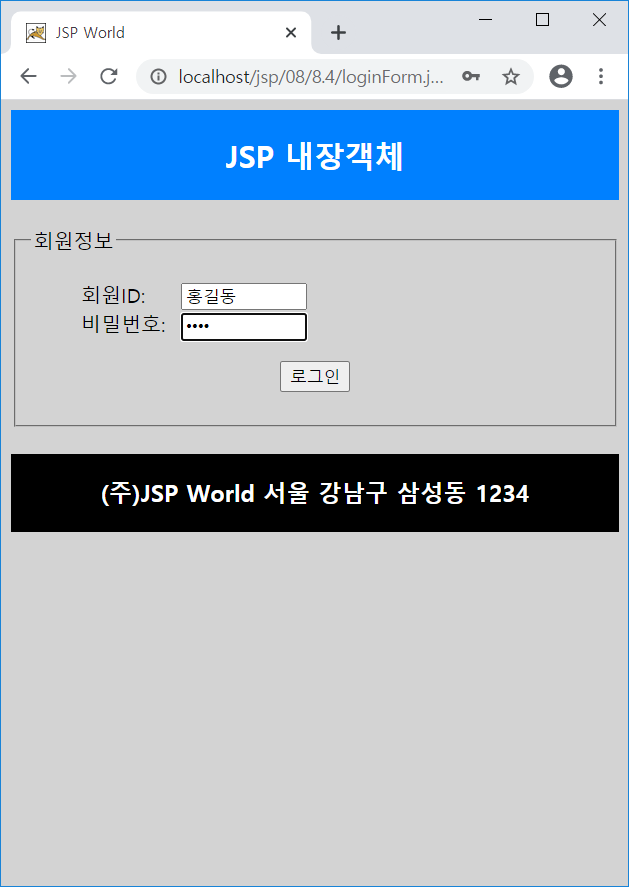 JSP World
localhost/jsp/08/8.4/loginForm.j...
JSP 내장객체
회원정보
회원ID: 홍길동
비밀번호: ••••
로그인
(주)JSP World 서울 강남구 삼성동 1234